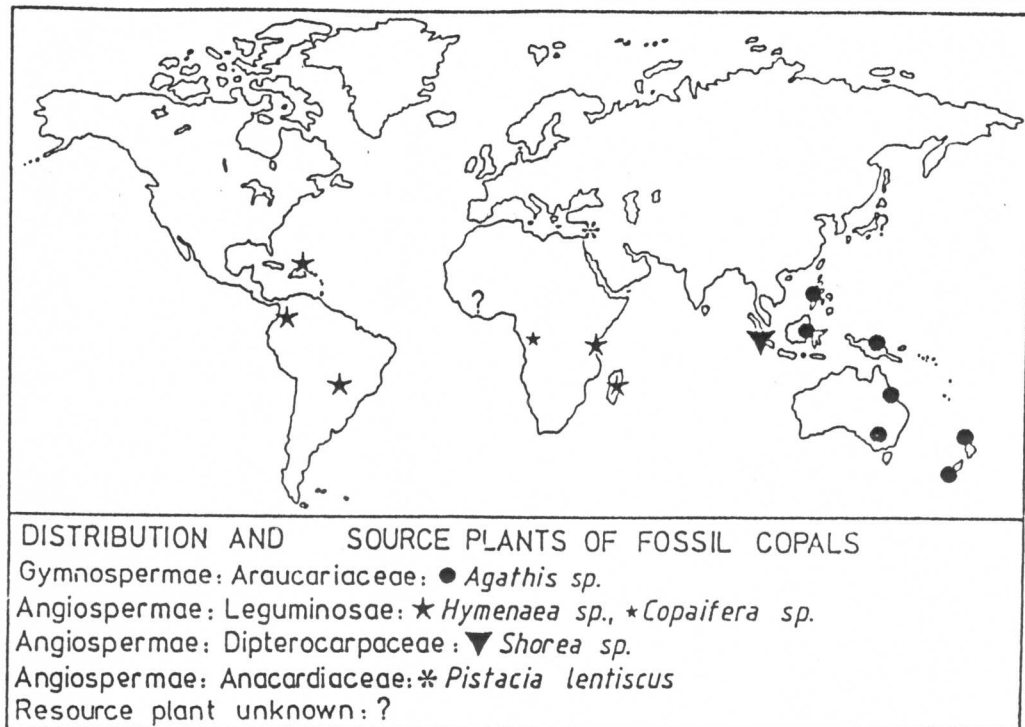 ?
DISTRIBUTION AND SOURCE PLANTS OF FOSSIL COPALS
Gymnospermae: Araucariaceae: ● Agathis sp.
Angiospermae: Leguminosae: ★ Hymenaea sp., ★ Copaifera sp.
Angiospermae: Dipterocarpaceae: ▼ Shorea sp.
Angiospermae: Anacardiaceae: ✲ Pistacia lentiscus
Resource plant unknown: ?